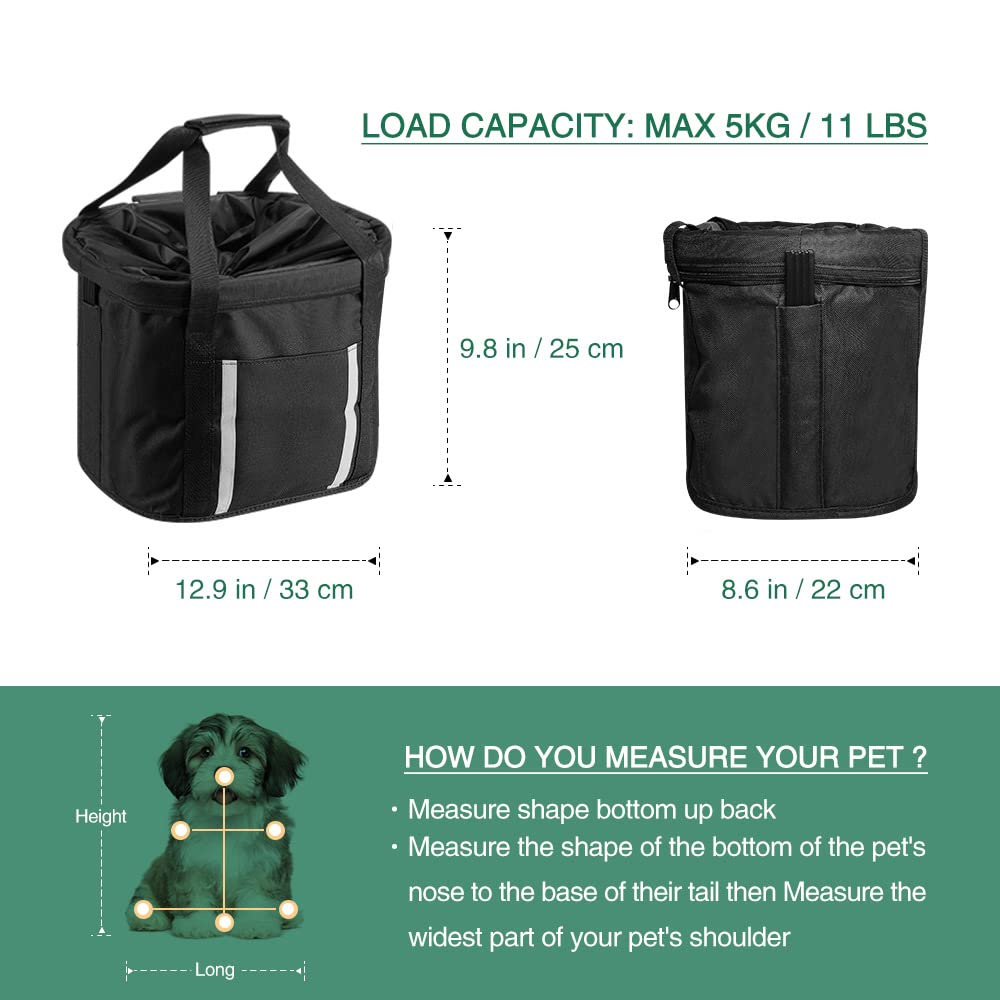 LOAD CAPACITY: MAX 5KG / 11 LBS
9.8 in / 25 cm
12.9 in / 33 cm
8.6 in / 22 cm
Height
Long
HOW DO YOU MEASURE YOUR PET ?
• Measure shape bottom up back
• Measure the shape of the bottom of the pet's
nose to the base of their tail then Measure the
widest part of your pet's shoulder